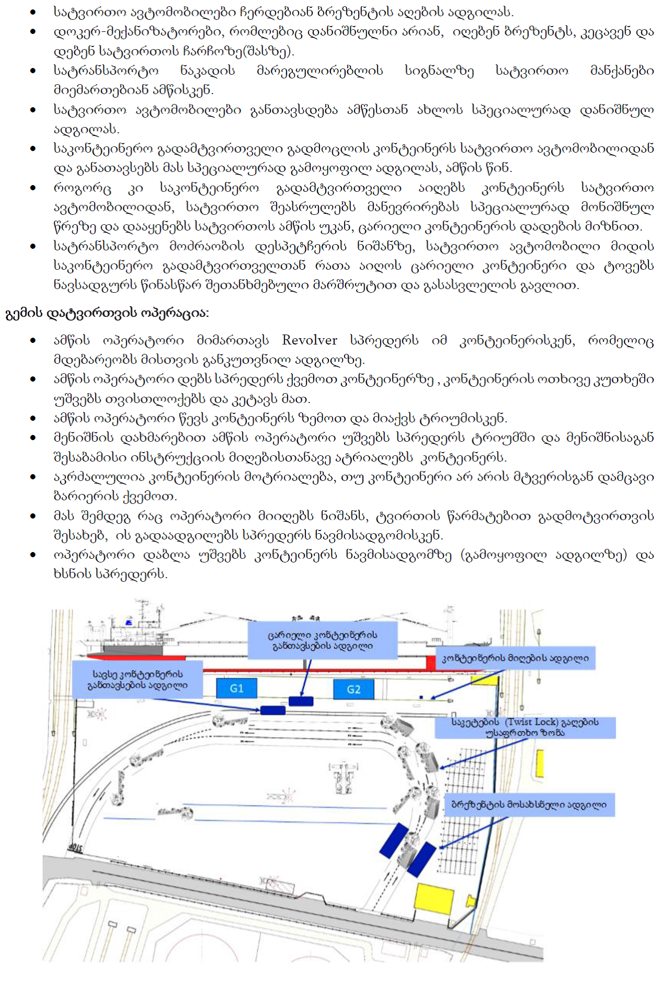 • სატვირთო ავტომობილები ჩერდებიან ბრეზენტის აღების ადგილას.
• დოკერ-მექანიზატორები, რომლებიც დანიშნულნი არიან, იღებენ ბრეზენტს, კეცავენ და
დებენ სატვირთოს ჩარჩოზე(შასზე).
• სატრანსპორტო ნაკადის მარეგულირებლის სიგნალზე სატვირთო მანქანები
მიემართებიან ამწისკენ.
• სატვირთო ავტომობილები განთავსდება ამწესთან ახლოს სპეციალურად დანიშნულ
ადგილას.
• საკონტეინერო გადამტვირთველი გადმოცლის კონტეინერს სატვირთო ავტომობილიდან
და განათავსებს მას სპეციალურად გამოყოფილ ადგილას, ამწის წინ.
• როგორც კი საკონტეინერო გადამტვირთველი აიღებს კონტეინერს სატვირთო
ავტომობილიდან, სატვირთო შეასრულებს მანევრირებას სპეციალურად მონიშნულ
წრეზე და დააყენებს სატვირთოს ამწის უკან, ცარიელი კონტეინერის დადების მიზნით.
• სატრანსპორტო მოძრაობის დესპეტჩერის ნიშანზე, სატვირთო ავტომობილი მიდის
საკონტეინერო გადამტვირთველთან რათა აიღოს ცარიელი კონტეინერი და ტოვებს
ნავსადგურს წინასწარ შეთანხმებული მარშრუტით და გასასვლელის გავლით.
გემის დატვირთვის ოპერაცია:
• ამწის ოპერატორი მიმართავს Revolver სპრედერს იმ კონტეინერისკენ, რომელიც
მდებარეობს მისთვის განკუთვნილ ადგილზე.
• ამწის ოპერატორი დებს სპრედერს ქვემოთ კონტეინერზე , კონტეინერის ოთხივე კუთხეში
უშვებს თვისთლოქებს და კეტავს მათ.
• ამწის ოპერატორი წევს კონტეინერს ზემოთ და მიაქვს ტრიუმისკენ.
• მენიშნის დახმარებით ამწის ოპერატორი უშვებს სპრედერს ტრიუმში და მენიშნისაგან
შესაბამისი ინსტრუქციის მიღებისთანავე ატრიალებს კონტეინერს.
• აკრძალულია კონტეინერის მოტრიალება, თუ კონტეინერი არ არის მტვერისგან დამცავი
ბარიერის ქვემოთ.
• მას შემდეგ რაც ოპერატორი მიიღებს ნიშანს, ტვირთის წარმატებით გადმოტვირთვის
შესახებ, ის გადაადგილებს სპრედერს ნავმისადგომისკენ.
• ოპერატორი დაბლა უშვებს კონტეინერს ნავმისადგომზე (გამოყოფილ ადგილზე) და
ხსნის სპრედერს.
ცარიელი კონტეინერის
განთავსების ადგილი
კონტეინერის მიღების ადგილი
სავსე კონტეინერის
განთავსების ადგილი
G1
G2
საკეტების (Twist Lock) გაღების
უსაფრთხო ზონა
ბრეზენტის მოსახსნელი ადგილი
STOP